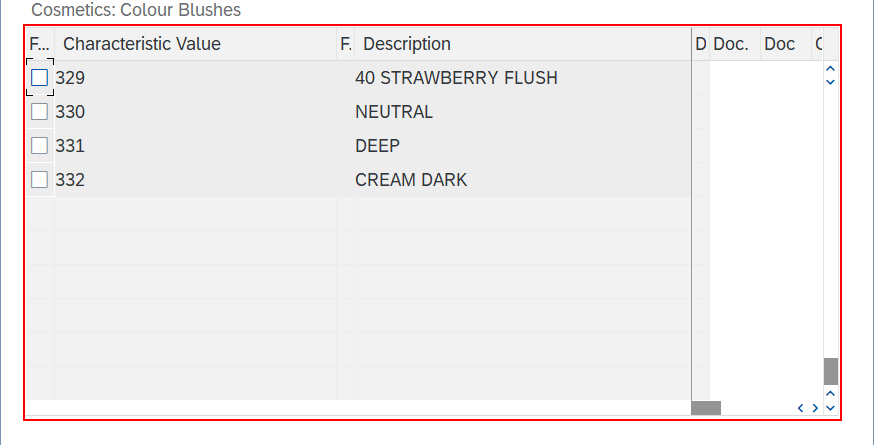 Cosmetics: Colour Blushes
F... Characteristic Value F. Description D Doc. Doc
329 40 STRAWBERRY FLUSH
330 NEUTRAL
331 DEEP
332 CREAM DARK